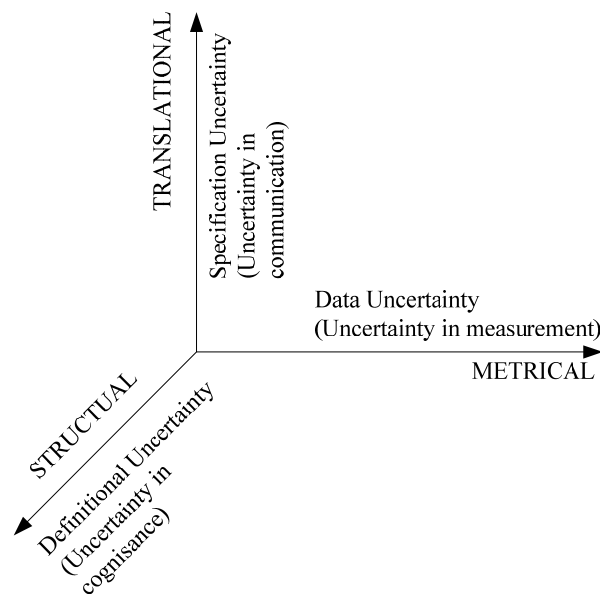 TRANSLATIONAL
Specification Uncertainty
(Uncertainty in
communication)
Data Uncertainty
(Uncertainty in measurement)
METRICAL
STRUCTUAL
Definitional Uncertainty
(Uncertainty in
cognisance)